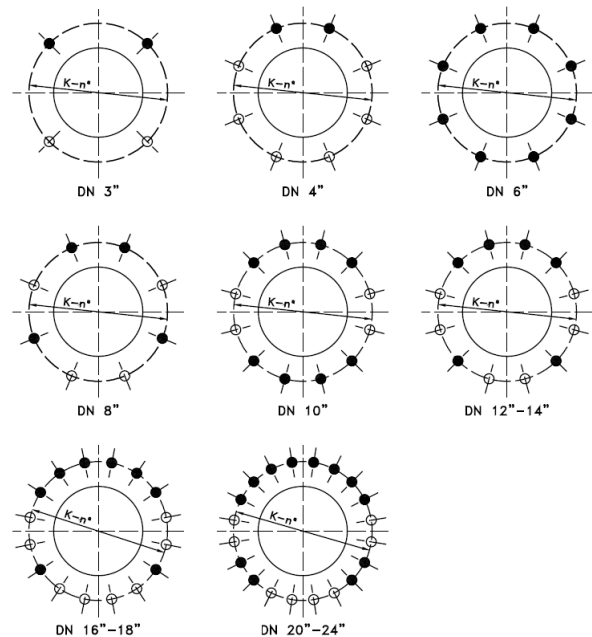 K-n°
K-n°
K-n°
DN 3"
DN 4"
DN 6"
K-n°
K-n°
K-n°
DN 8"
DN 10"
DN 12"-14"
K-n°
K-n°
DN 16"-18"
DN 20"-24"